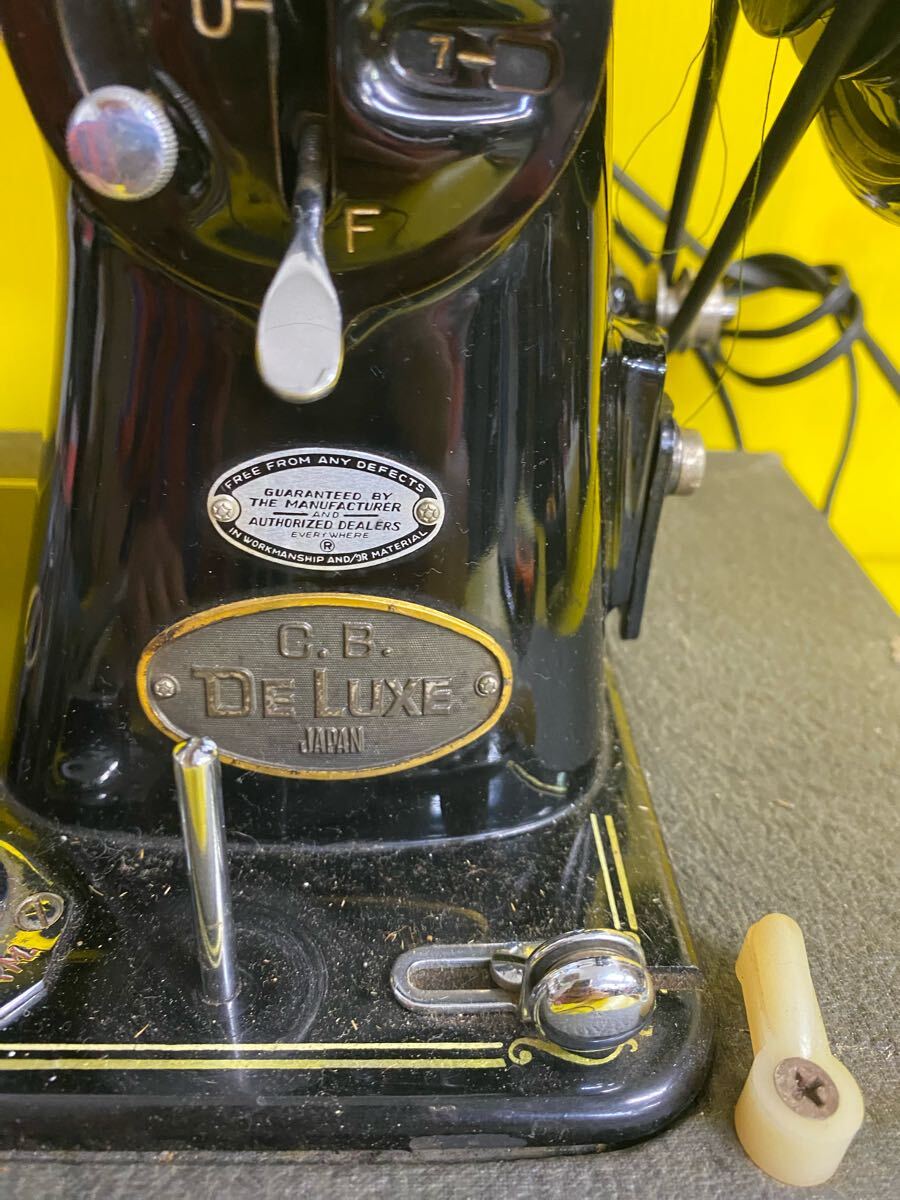 0
7
F
FREE FROM ANY DEFECTS
GUARANTEED BY
THE MANUFACTURER
AND
AUTHORIZED DEALERS
EVERYWHERE
®
IN WORKMANSHIP AND/OR MATERIAL
C. B.
DE LUXE
JAPAN